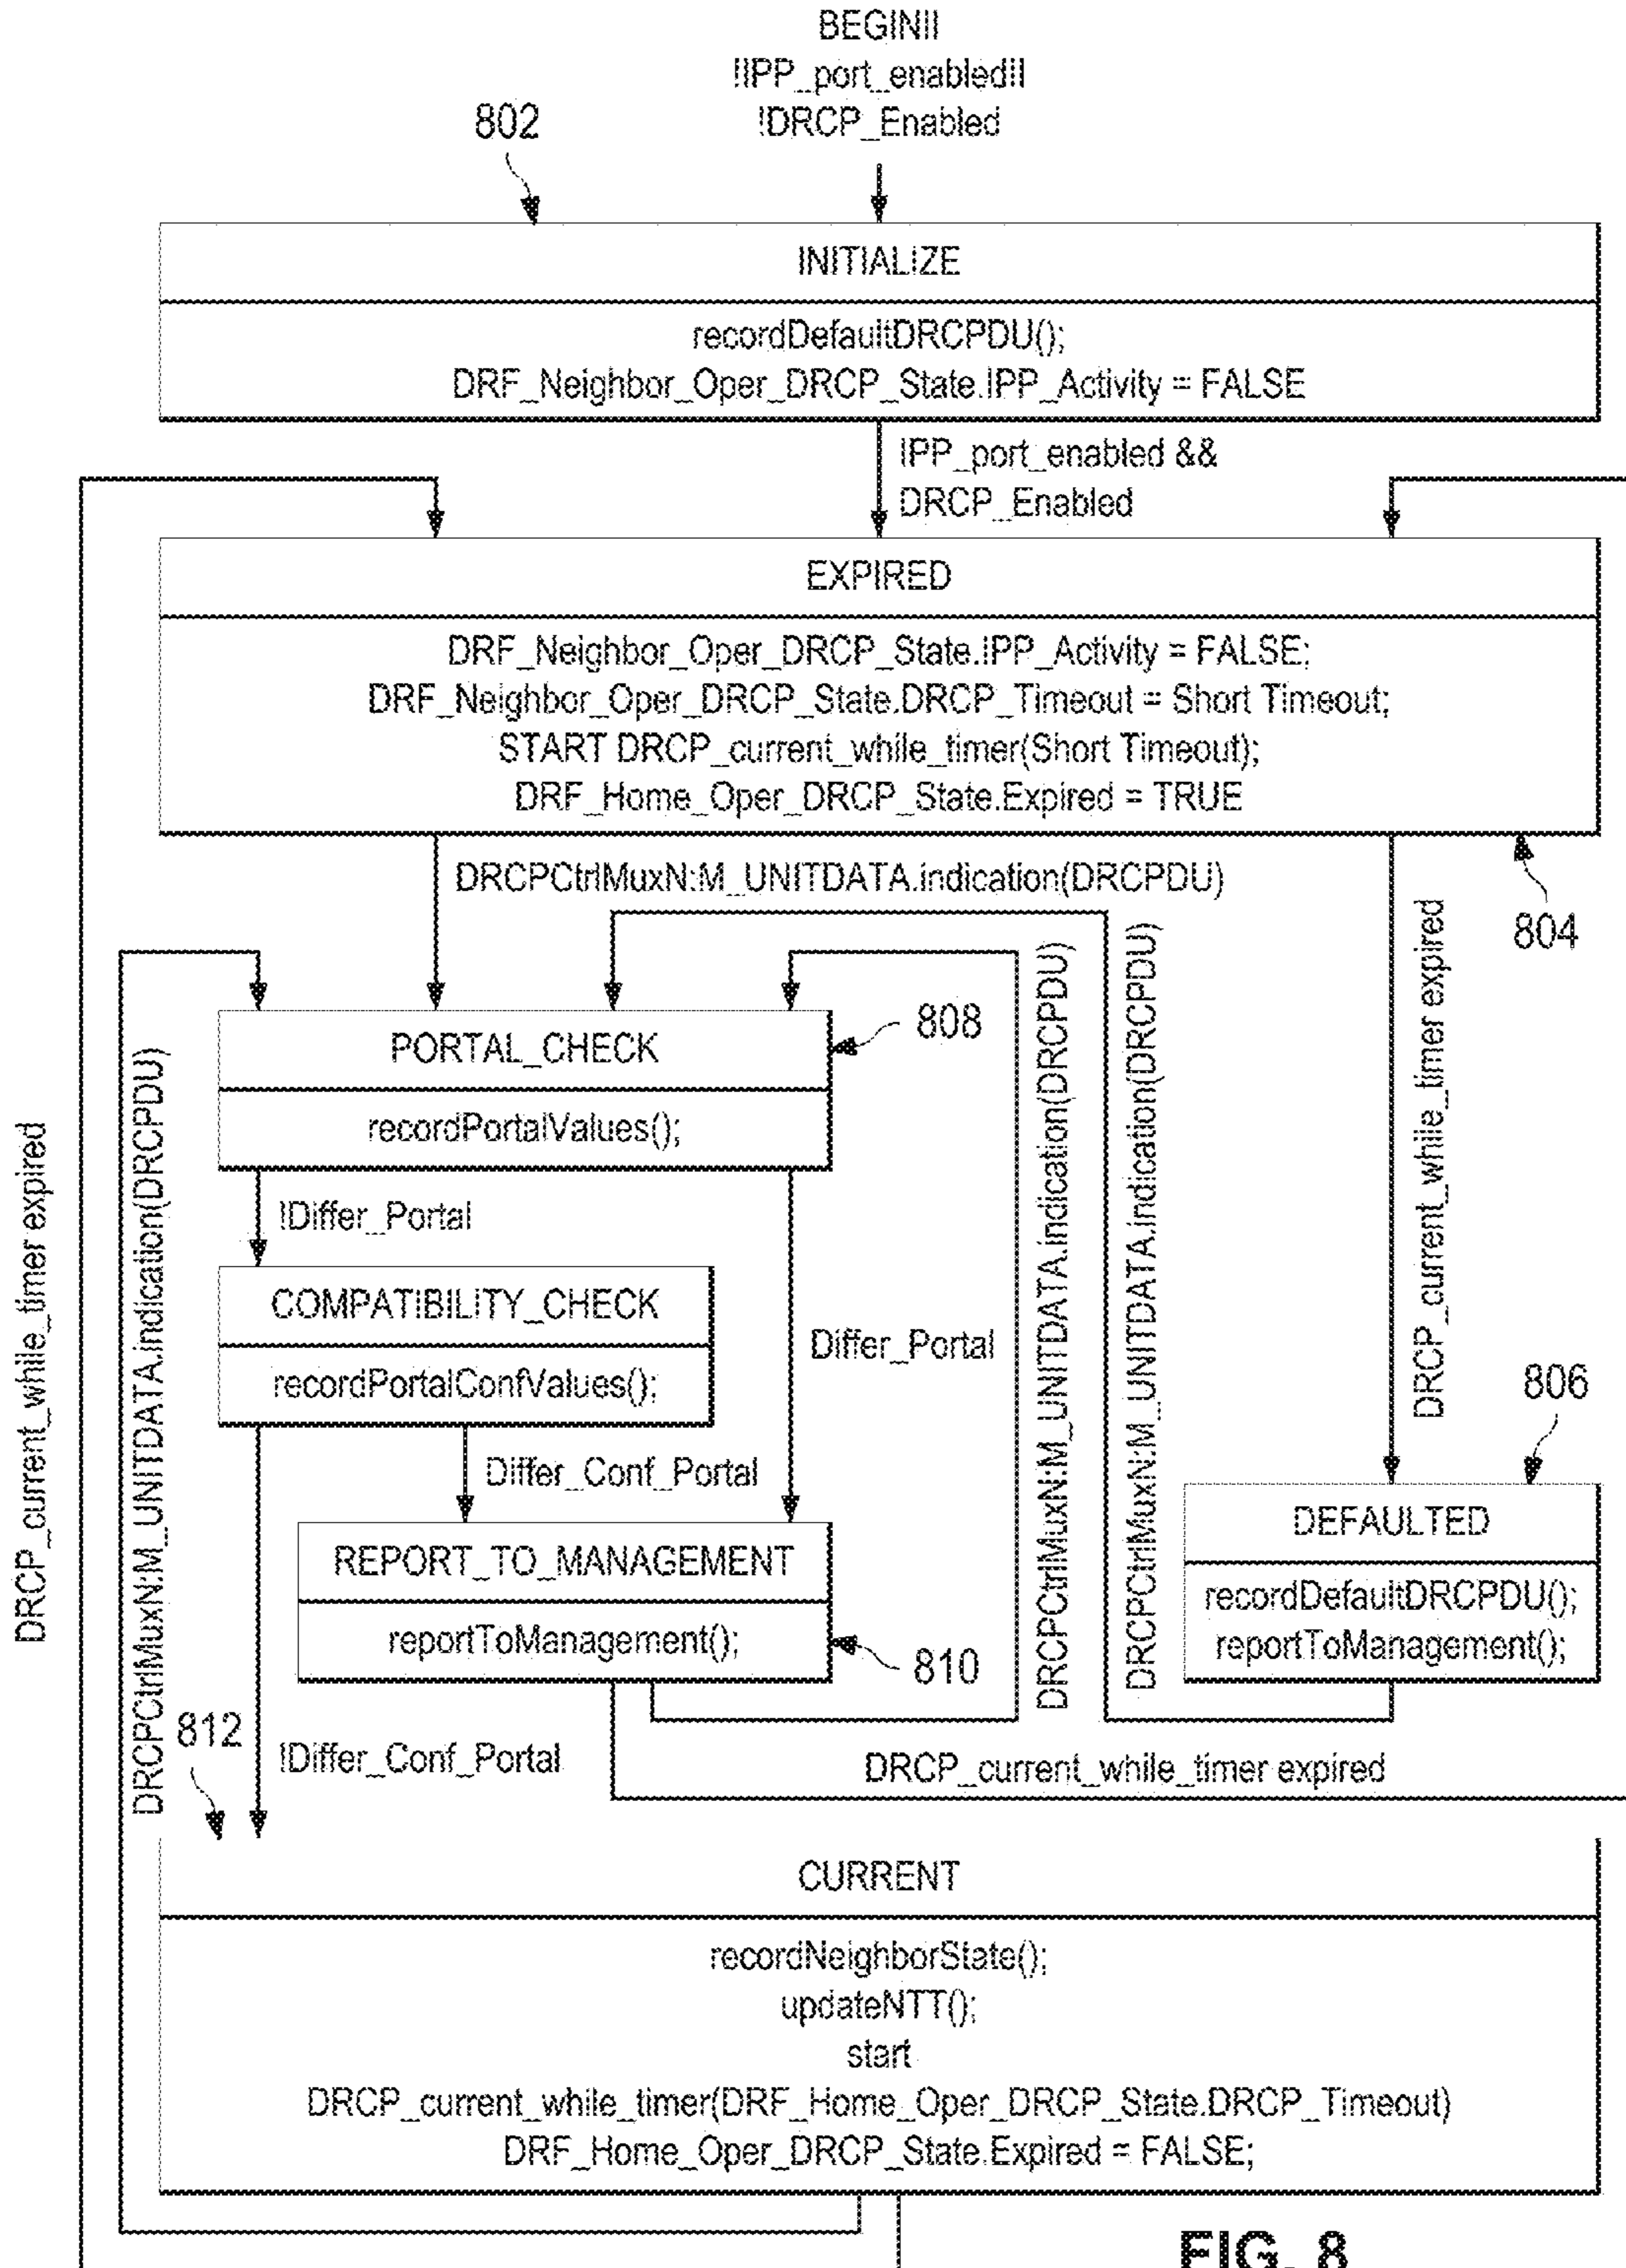 BEGIN||
!IPP_port_enabled||
!DRCP_Enabled
802
INITIALIZE
recordDefaultDRCPDU();
DRF_Neighbor_Oper_DRCP_State.IPP_Activity = FALSE
IPP_port_enabled &&
DRCP_Enabled
EXPIRED
DRF_Neighbor_Oper_DRCP_State.IPP_Activity = FALSE;
DRF_Neighbor_Oper_DRCP_State.DRCP_Timeout = Short Timeout;
START DRCP_current_while_timer(Short Timeout);
DRF_Home_Oper_DRCP_State.Expired = TRUE
804
DRCPCtrlMuxN:M_UNITDATA.indication(DRCPDU)
PORTAL_CHECK
808
recordPortalValues();
!Differ_Portal
COMPATIBILITY_CHECK
recordPortalConfValues();
Differ_Portal
Differ_Conf_Portal
REPORT_TO_MANAGEMENT
reportToManagement();
810
DRCPCtrlMuxN:M_UNITDATA.indication(DRCPDU)
DRCPCtrlMuxN:M_UNITDATA.indication(DRCPDU)
DRCP_current_while_timer expired
806
DEFAULTED
recordDefaultDRCPDU();
reportToManagement();
DRCP_current_while_timer expired
DRCPCtrlMuxN:M_UNITDATA.indication(DRCPDU)
812
!Differ_Conf_Portal
DRCP_current_while_timer expired
CURRENT
recordNeighborState();
updateNTT();
start
DRCP_current_while_timer(DRF_Home_Oper_DRCP_State.DRCP_Timeout)
DRF_Home_Oper_DRCP_State.Expired = FALSE;
FIG. 8